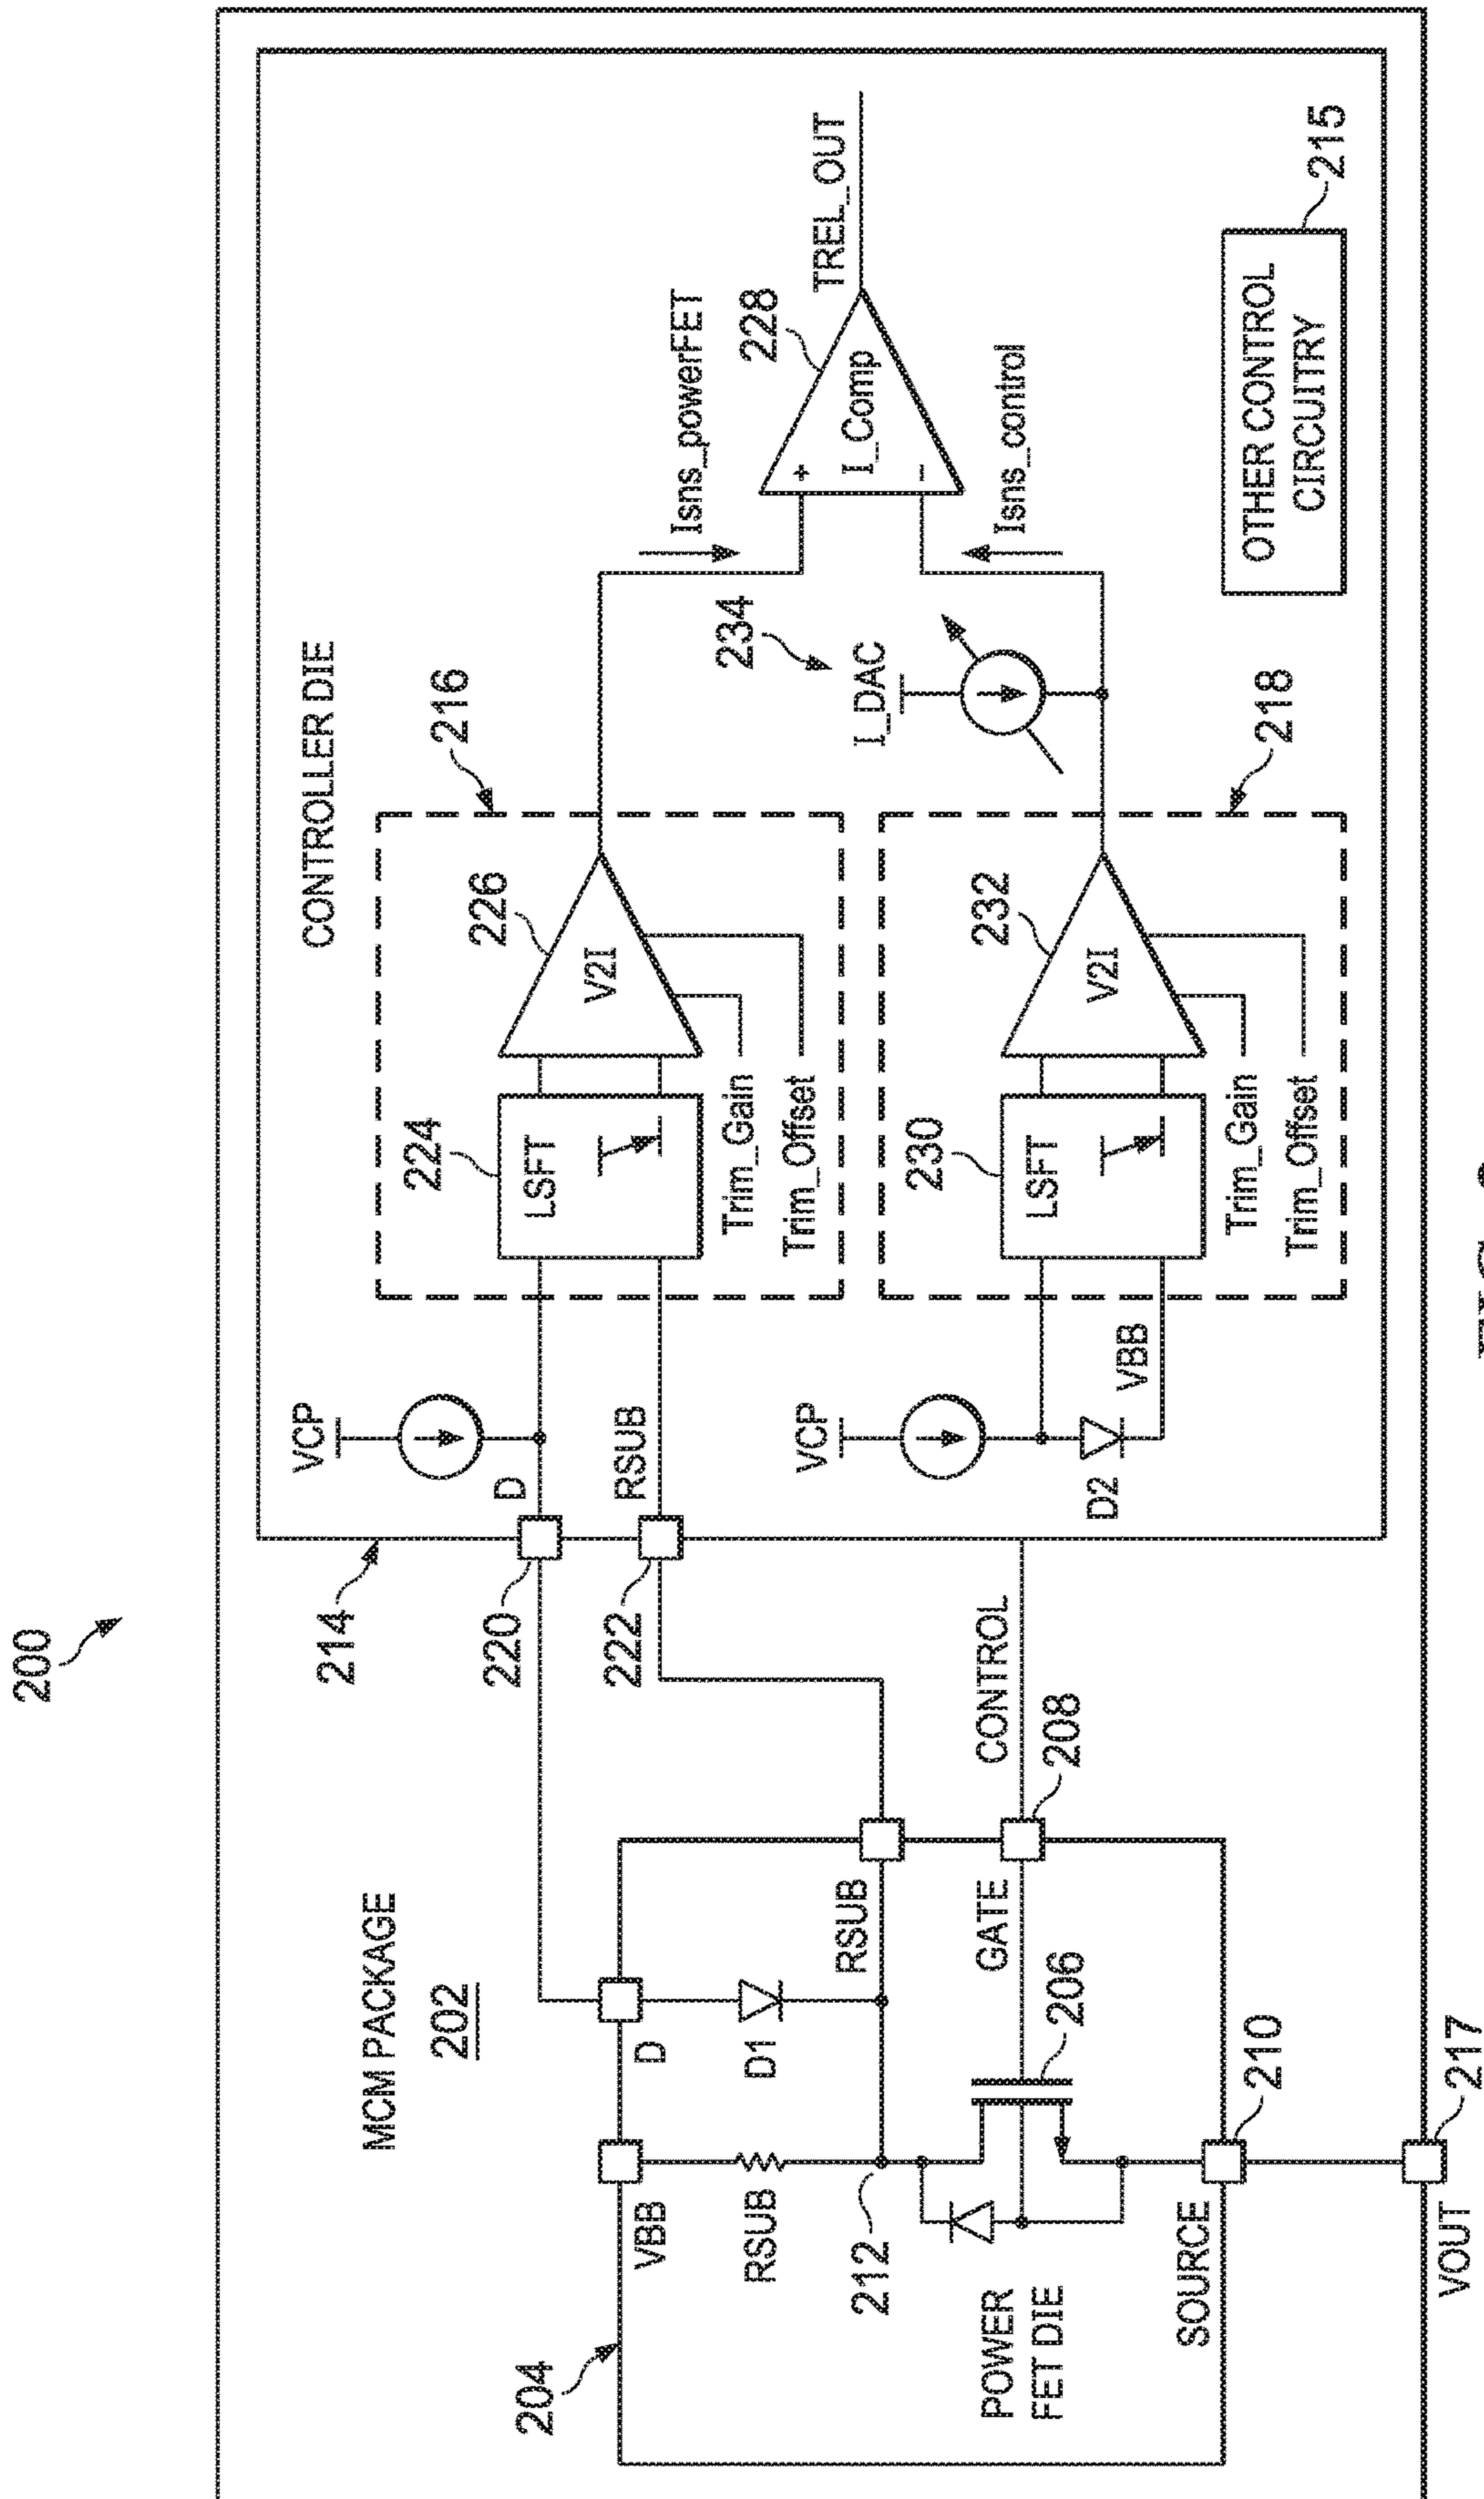 200
MCM PACKAGE
202
204
VBB
D
RSUB
D1
RSUB
212
POWER
FET DIE
206
GATE
208
CONTROL
SOURCE
210
VOUT
217
214
220
222
CONTROLLER DIE
VCP
D
RSUB
216
224
LSFT
226
V2I
Trim_Gain
Trim_Offset
VCP
D2
VBB
218
230
LSFT
232
V2I
Trim_Gain
Trim_Offset
234
I_DAC
Isns_powerFET
228
+
I_Comp
-
Isns_control
TREL_OUT
OTHER CONTROL
CIRCUITRY
215